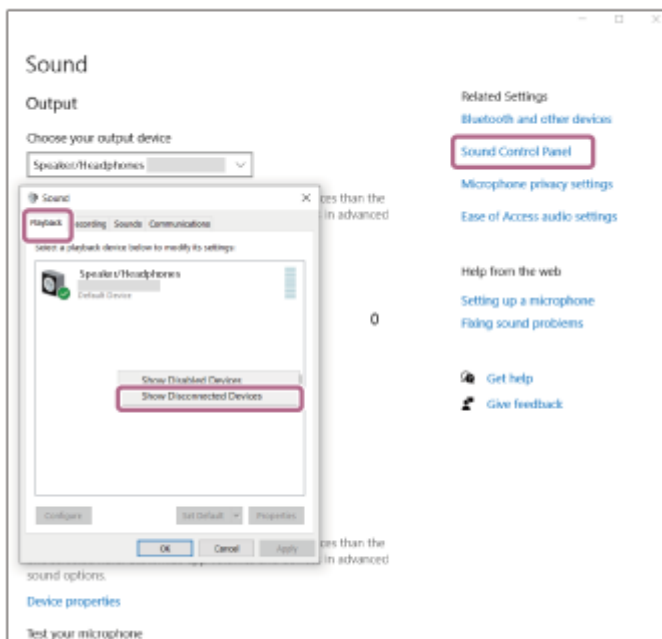 Sound
Output
Choose your output device
Speaker/Headphones
Sound
ces than the
in advanced
Playback
ecording Sounds Communications
Select a playback device below to modify its settings:
Speaker/Headphones
Default Device
0
Show Disabled Devices
Show Disconnected Devices
Configure
Set Default
Properties
OK
Cancel
Apply
ces than the
in advanced
sound options.
Device properties
Test your microphone
Related Settings
Bluetooth and other devices
Sound Control Panel
Microphone privacy settings
Ease of Access audio settings
Help from the web
Setting up a microphone
Fixing sound problems
Get help
Give feedback